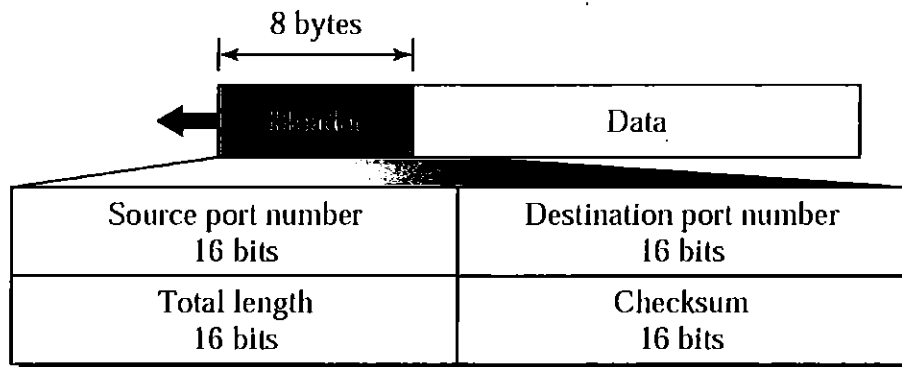 8 bytes
Header
Data
Source port number
16 bits
Destination port number
16 bits
Total length
16 bits
Checksum
16 bits